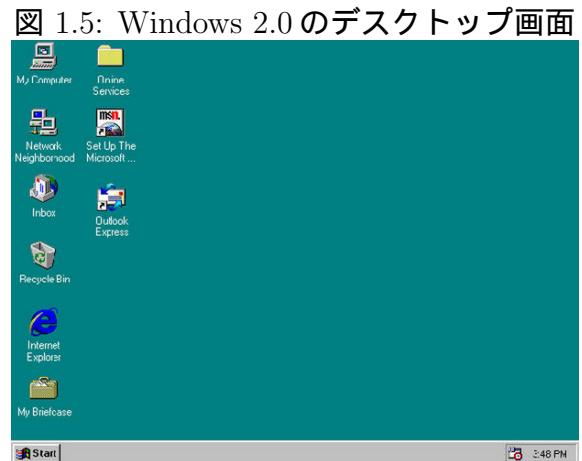 図 1.5: Windows 2.0 のデスクトップ画面
My Computer
Online
Services
Network
Neighborhood
msn.
Set Up The
Microsoft ...
Inbox
Outlook
Express
Recycle Bin
Internet
Explorer
My Briefcase
Start
3:48 PM